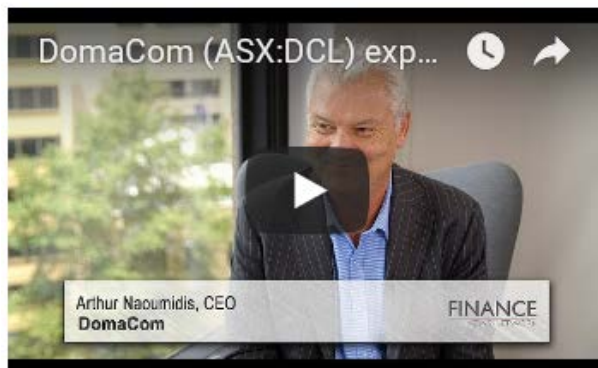 DomaCom (ASX:DCL) exp...
Arthur Naoumidis, CEO
DomaCom
FINANCE